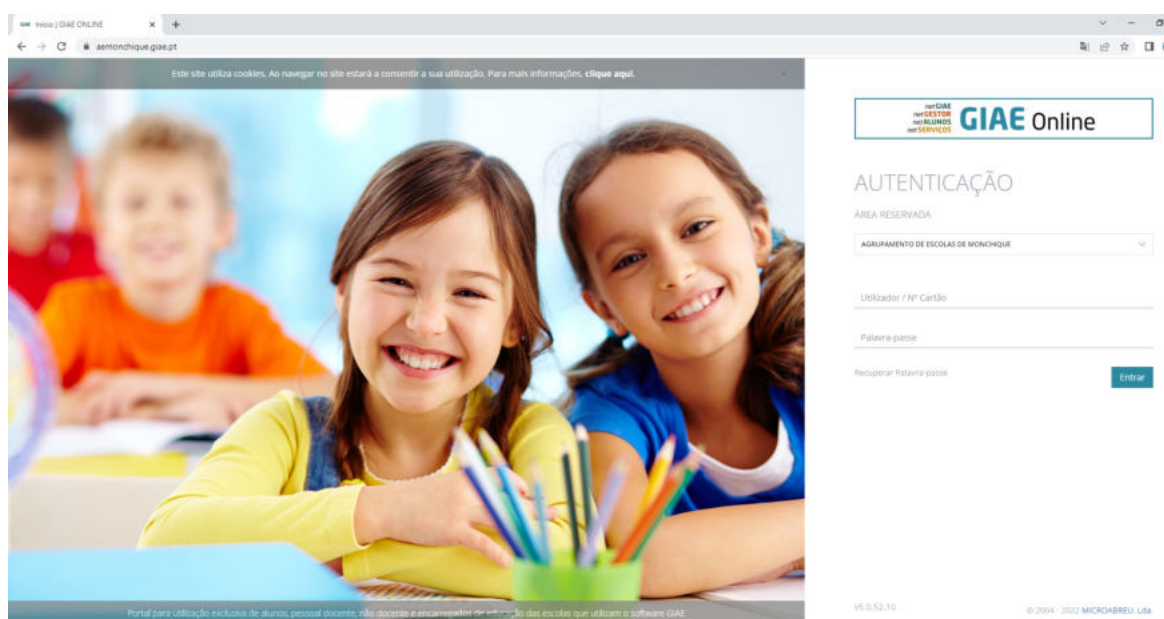 GIAE Início | GIAE ONLINE
aemonchique.giae.pt
Este site utiliza cookies. Ao navegar no site estará a consentir a sua utilização. Para mais informações, clique aqui.
netGIAE
netGESTOR
netALUNOS
netSERVIÇOS
GIAE Online
AUTENTICAÇÃO
ÁREA RESERVADA
AGRUPAMENTO DE ESCOLAS DE MONCHIQUE
Utilizador / Nº Cartão
Palavra-passe
Recuperar Palavra-passe
Entrar
Portal para utilização exclusiva de alunos, pessoal docente, não docente e encarregados de educação das escolas que utilizam o software GIAE
v5.0.52.10
© 2004 - 2022 MICROABREU, Lda.